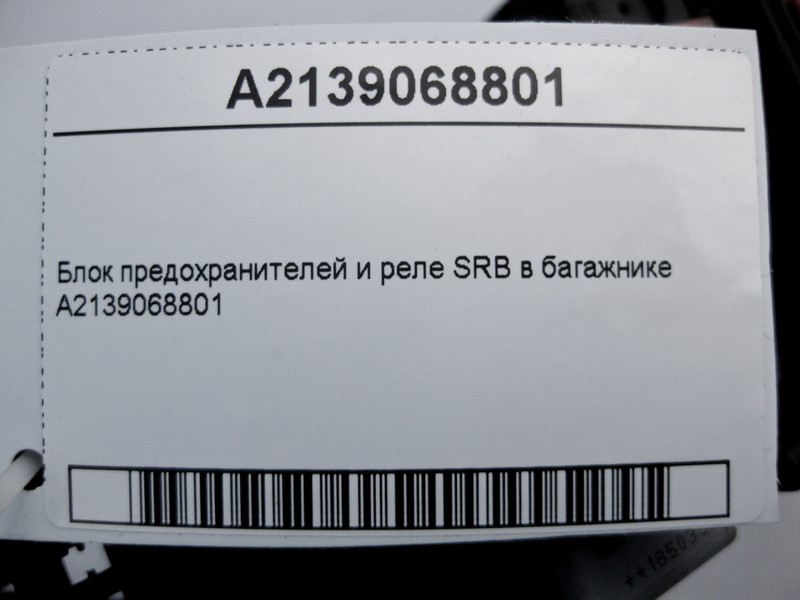 A2139068801
Блок предохранителей и реле SRB в багажнике
A2139068801